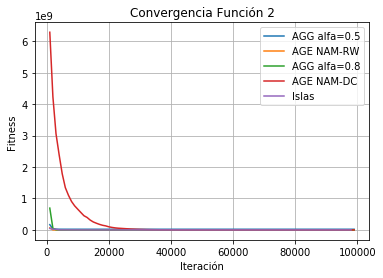 Convergencia Función 2
1e9
AGG alfa=0.5
AGE NAM-RW
AGG alfa=0.8
AGE NAM-DC
Islas
6
5
4
3
2
1
0
Fitness
0 20000 40000 60000 80000 100000
Iteración